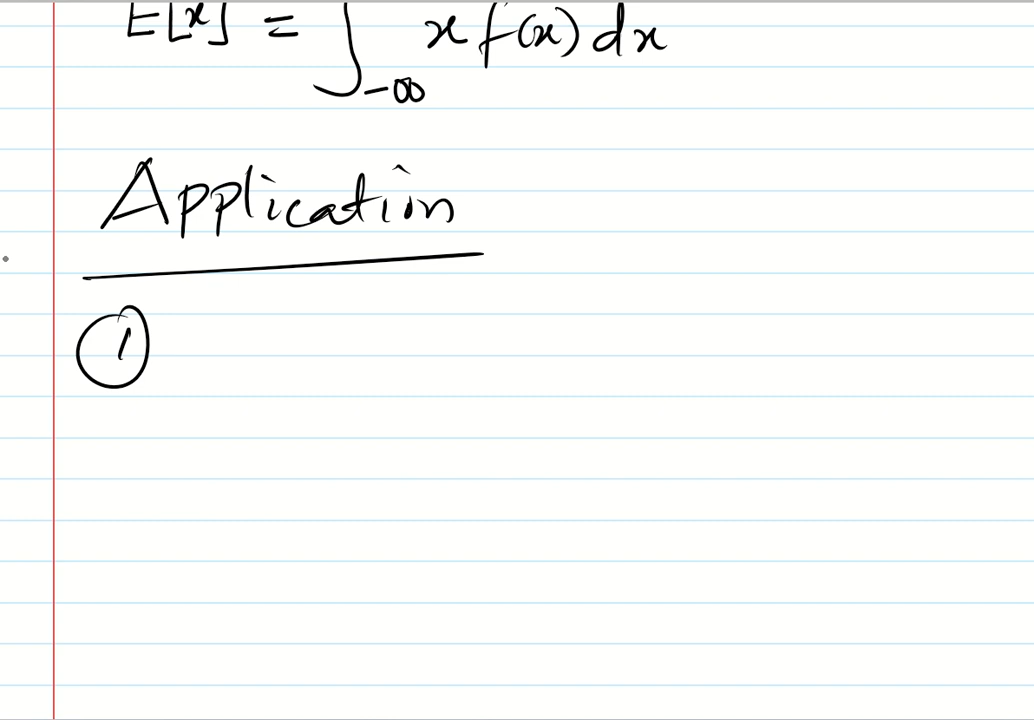 E[x] = ∫_{-∞} x f(x) dx
Application
①